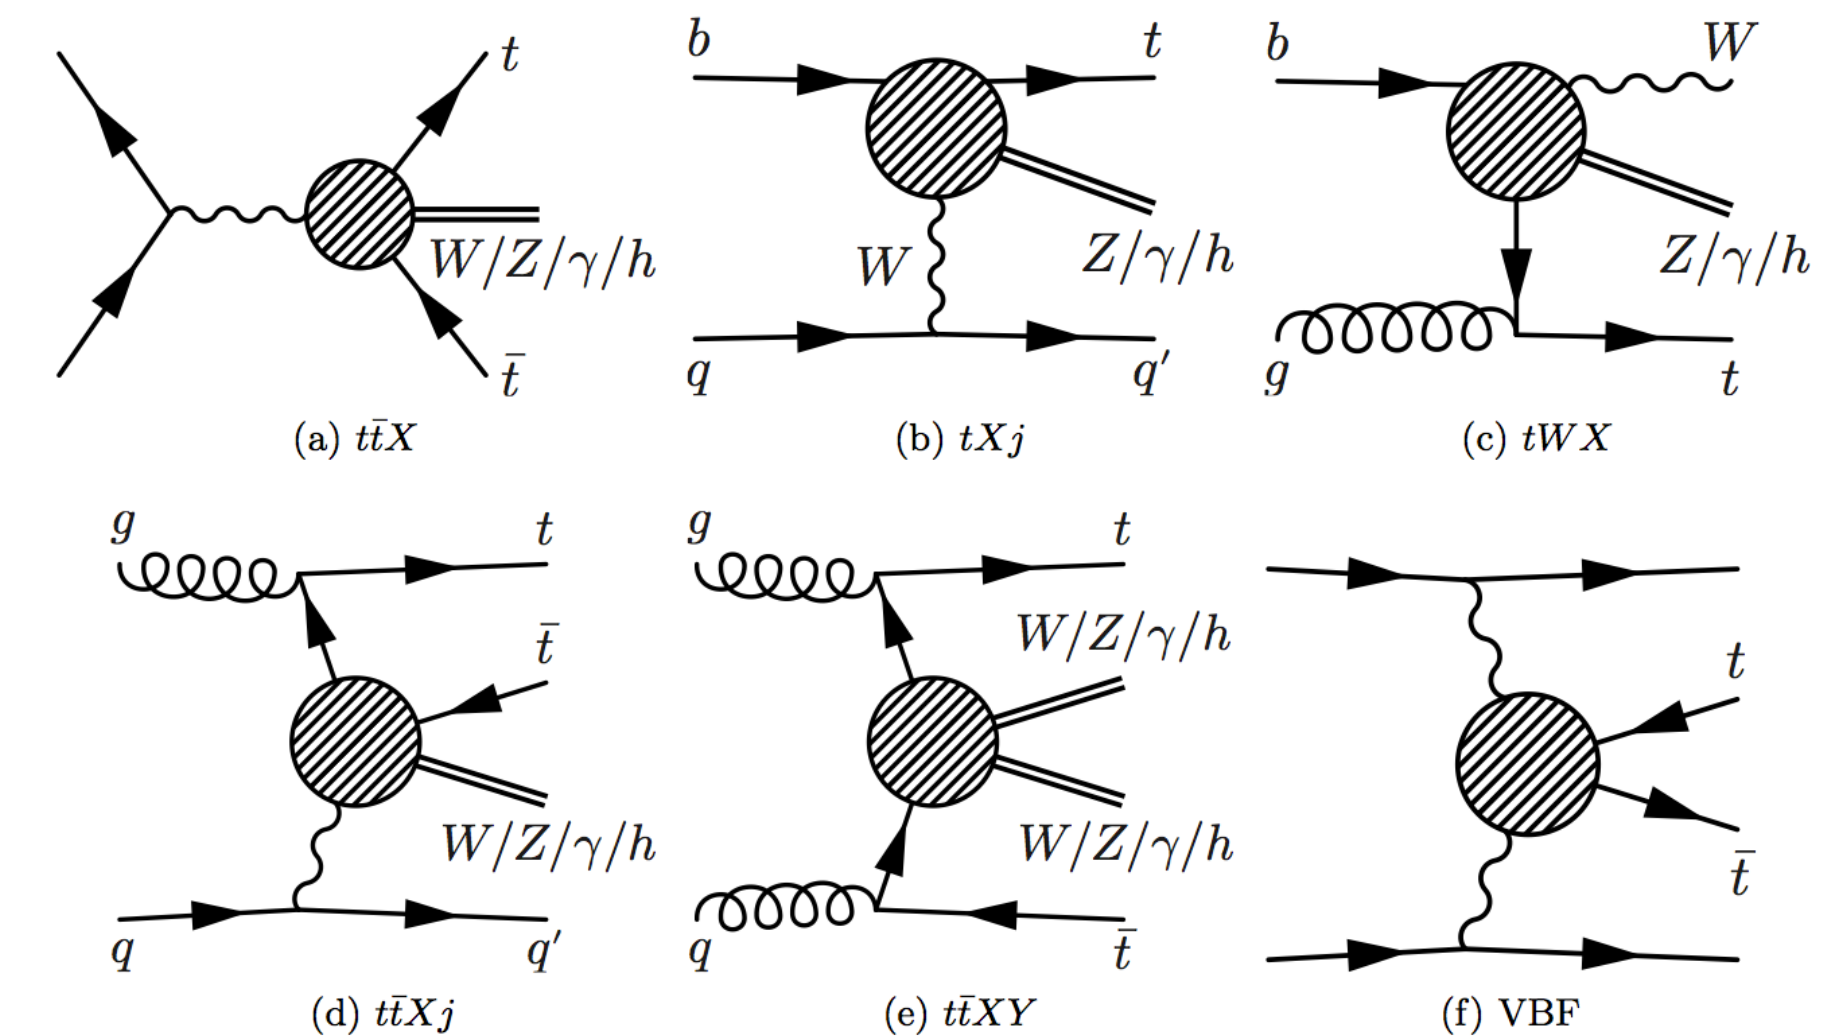 t
W/Z/γ/h
t̄
(a) tt̄X
b
t
W
Z/γ/h
q
q′
(b) tXj
b
W
Z/γ/h
g
t
(c) tWX
g
t
t̄
W/Z/γ/h
q
q′
(d) tt̄Xj
g
t
W/Z/γ/h
W/Z/γ/h
q
t̄
(e) tt̄XY
t
t̄
(f) VBF